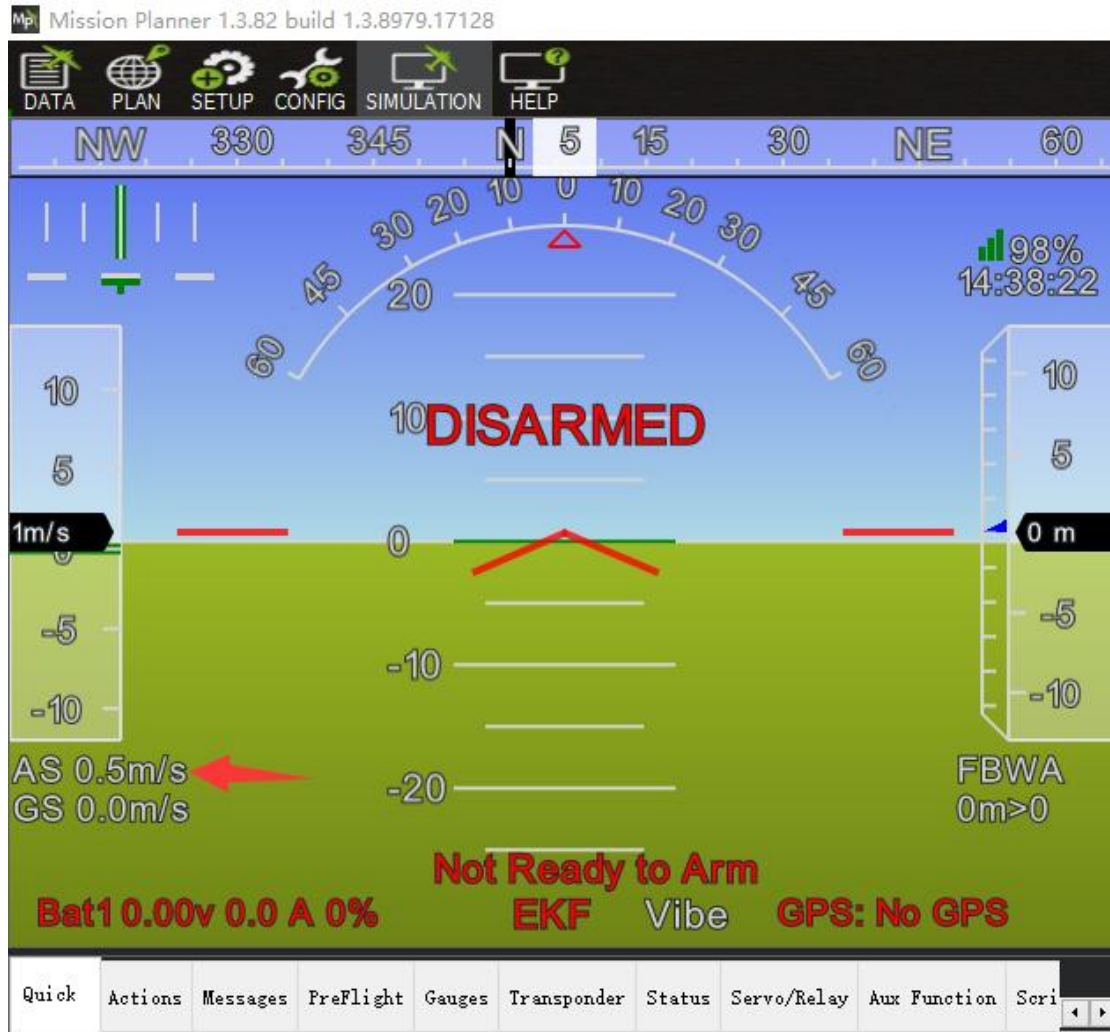 Mp Mission Planner 1.3.82 build 1.3.8979.17128
DATA PLAN SETUP CONFIG SIMULATION HELP
NW 330 345 N 5 15 30 NE 60
60 45 30 20 10 0 10 20 30 45 60
98%
14:38:22
20
10
DISARMED
0
-10
-20
10
5
1m/s
0
-5
-10
10
5
0 m
-5
-10
AS 0.5m/s
GS 0.0m/s
FBWA
0m>0
Not Ready to Arm
Bat1 0.00v 0.0 A 0% EKF Vibe GPS: No GPS
Quick Actions Messages PreFlight Gauges Transponder Status Servo/Relay Aux Function Scri